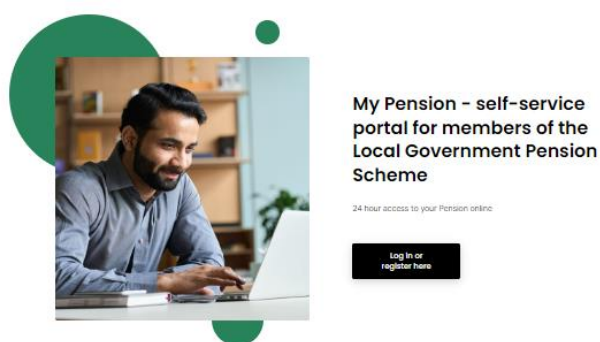 My Pension - self-service
portal for members of the
Local Government Pension
Scheme
24 hour access to your Pension online
Log in or
register here